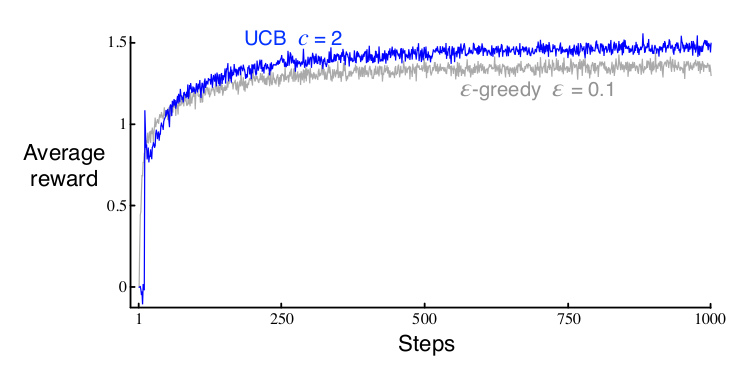 UCB c = 2
1.5
ε-greedy ε = 0.1
1
Average
reward
0.5
0
1 250 500 750 1000
Steps